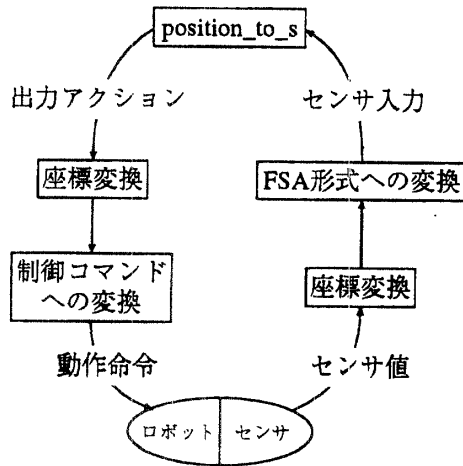 position_to_s
出力アクション
センサ入力
座標変換
FSA形式への変換
制御コマンド
への変換
座標変換
動作命令
センサ値
ロボット
センサ